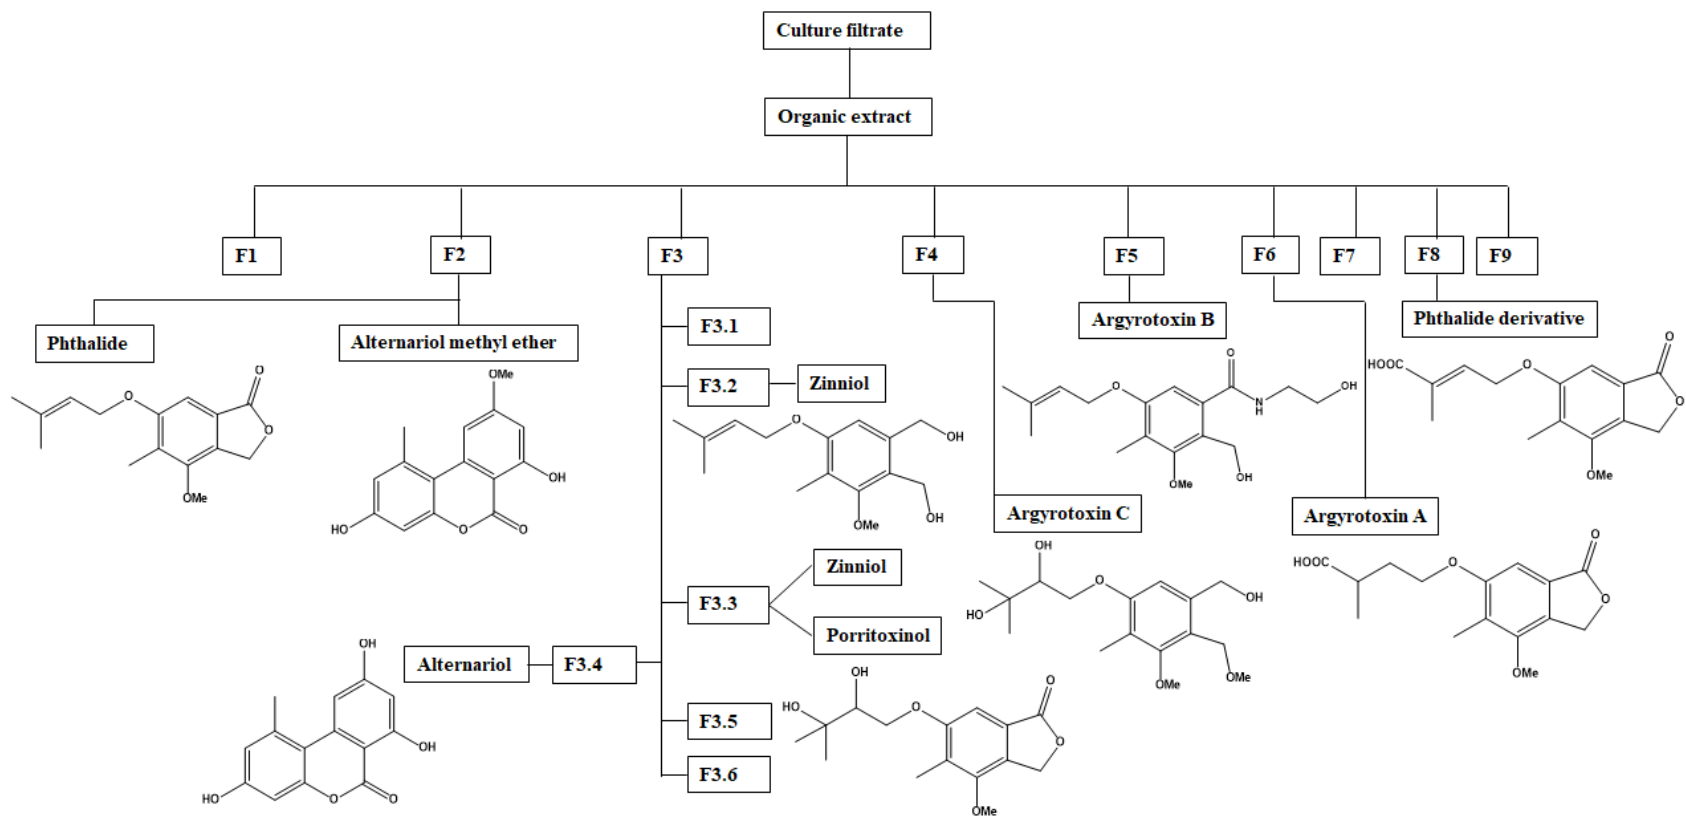 Culture filtrate
Organic extract
F1
F2
F3
F4
F5
F6
F7
F8
F9
Phthalide
Alternariol methyl ether
F3.1
F3.2
Zinniol
Argyrotoxin B
Phthalide derivative
O
O
O
OMe
OMe
OH
HO
O
O
O
OH
OMe
OH
O
O
N
H
OH
OMe
OH
HOOC
O
O
O
OMe
Argyrotoxin C
Argyrotoxin A
F3.3
Zinniol
Porritoxinol
Alternariol
F3.4
F3.5
F3.6
OH
OH
HO
O
O
OH
HO
O
O
O
OMe
OH
HO
O
OH
OMe
OMe
HOOC
O
O
O
OMe